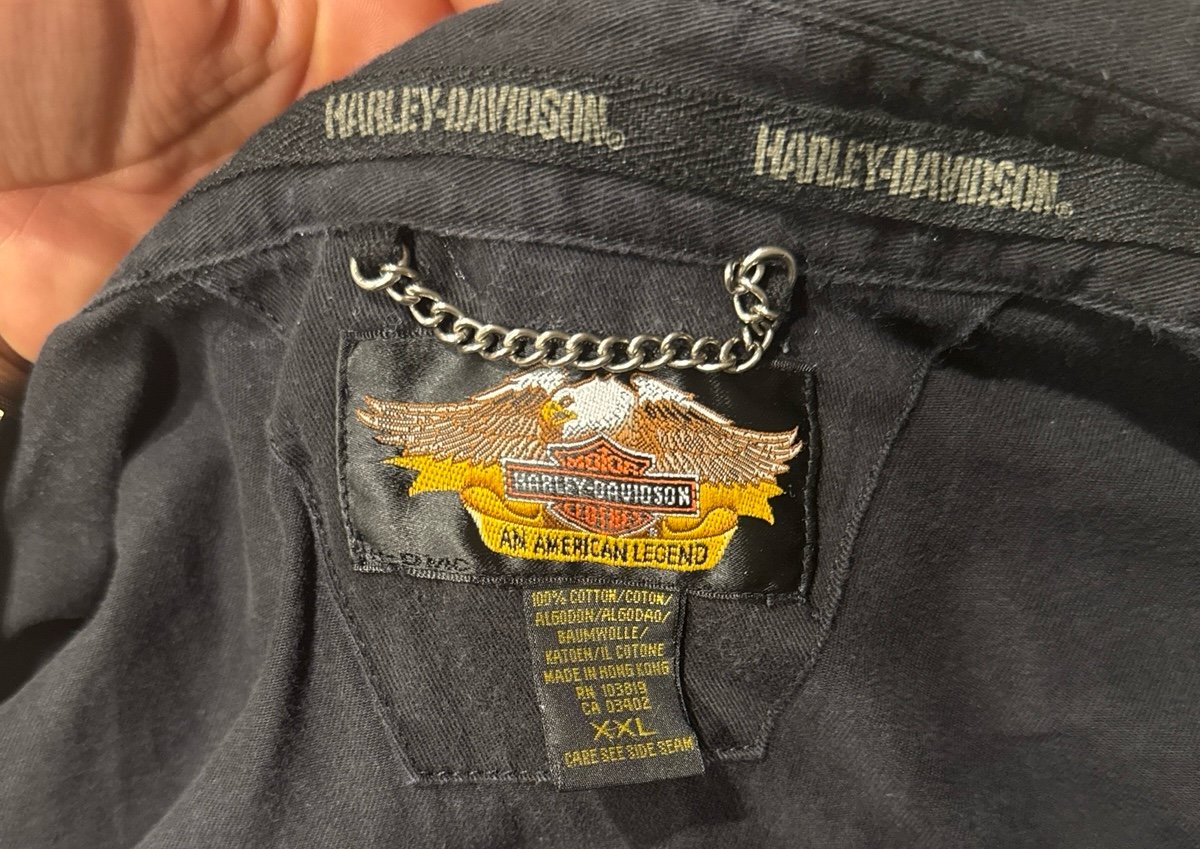 HARLEY-DAVIDSON®
HARLEY-DAVIDSON®
MOTOR
HARLEY-DAVIDSON
CLOTHES
AN AMERICAN LEGEND
100% COTTON/COTON/
ALGODON/ALGODAO/
BAUMWOLLE/
KATOEN/IL COTONE
MADE IN HONG KONG
RN 103819
CA 03402
XXL
CARE SEE SIDE SEAM